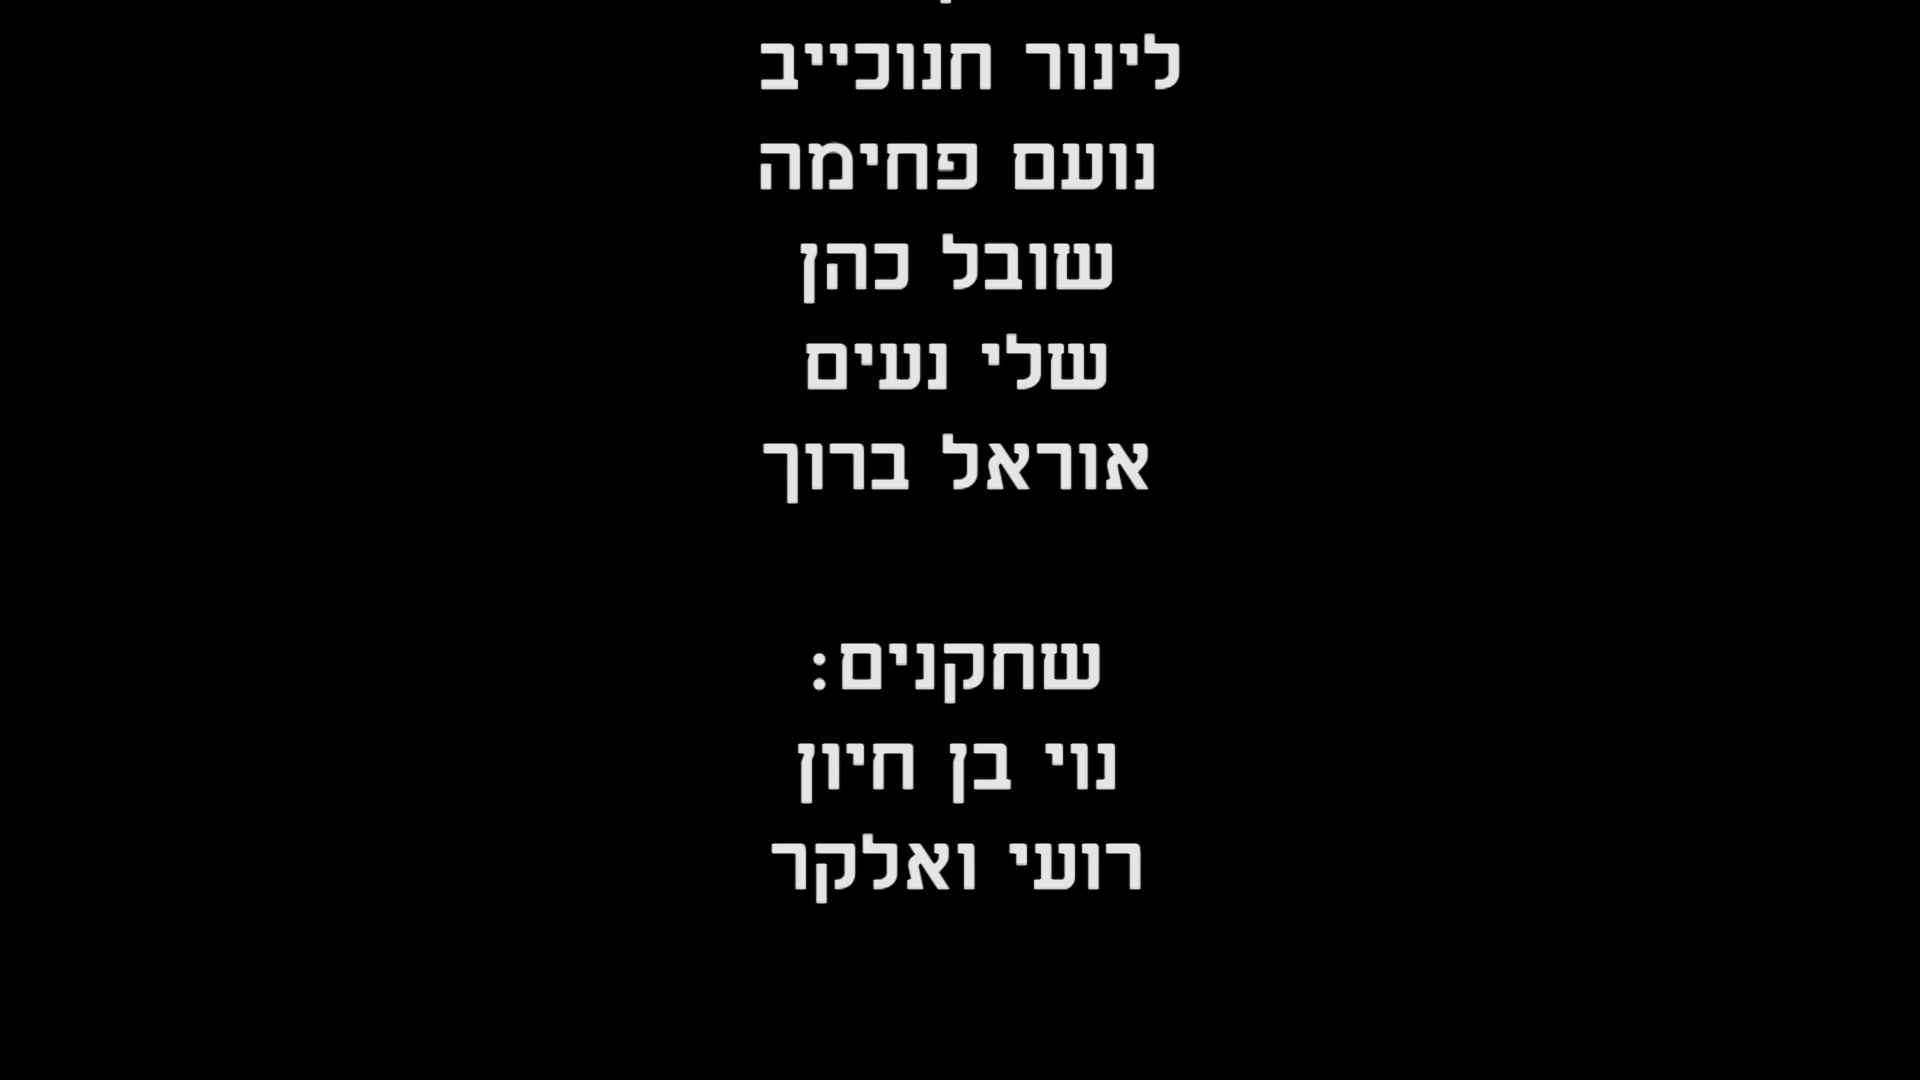 לינור חנוכייב
נועם פחימה
שובל כהן
שלי נעים
אוראל ברוך
שחקנים:
נוי בן חיון
רועי ואלקר